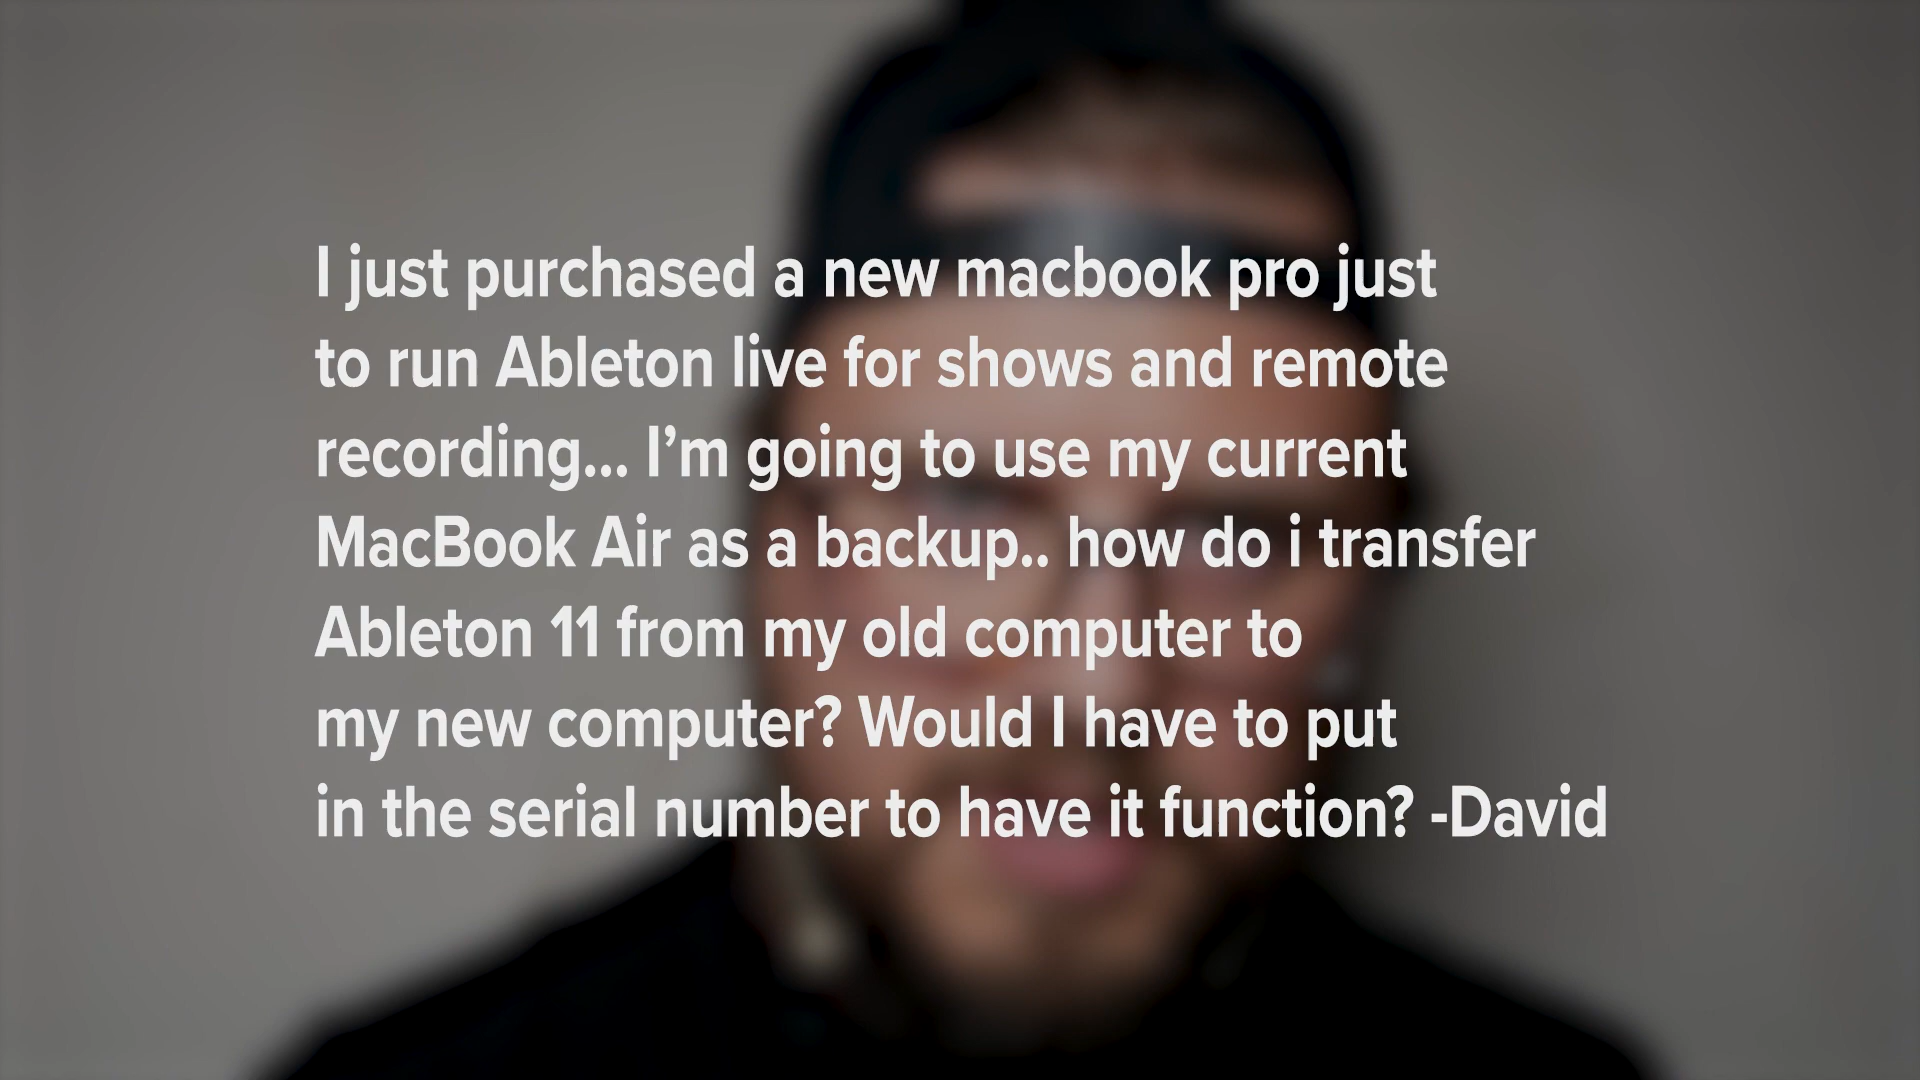 I just purchased a new macbook pro just
to run Ableton live for shows and remote
recording... I’m going to use my current
MacBook Air as a backup.. how do i transfer
Ableton 11 from my old computer to
my new computer? Would I have to put
in the serial number to have it function? -David